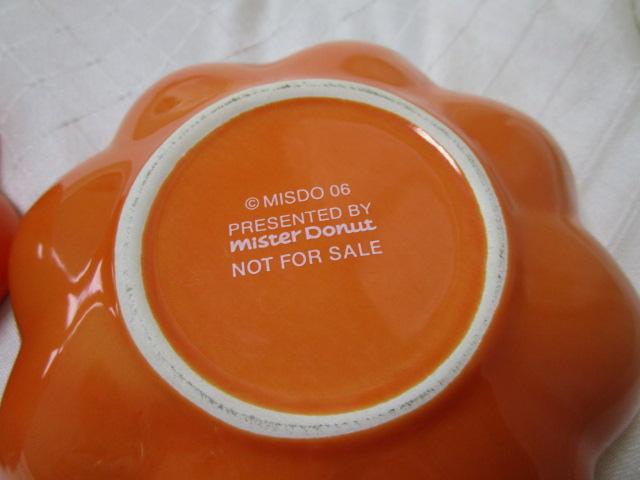 © MISDO 06
PRESENTED BY
mister Donut
NOT FOR SALE